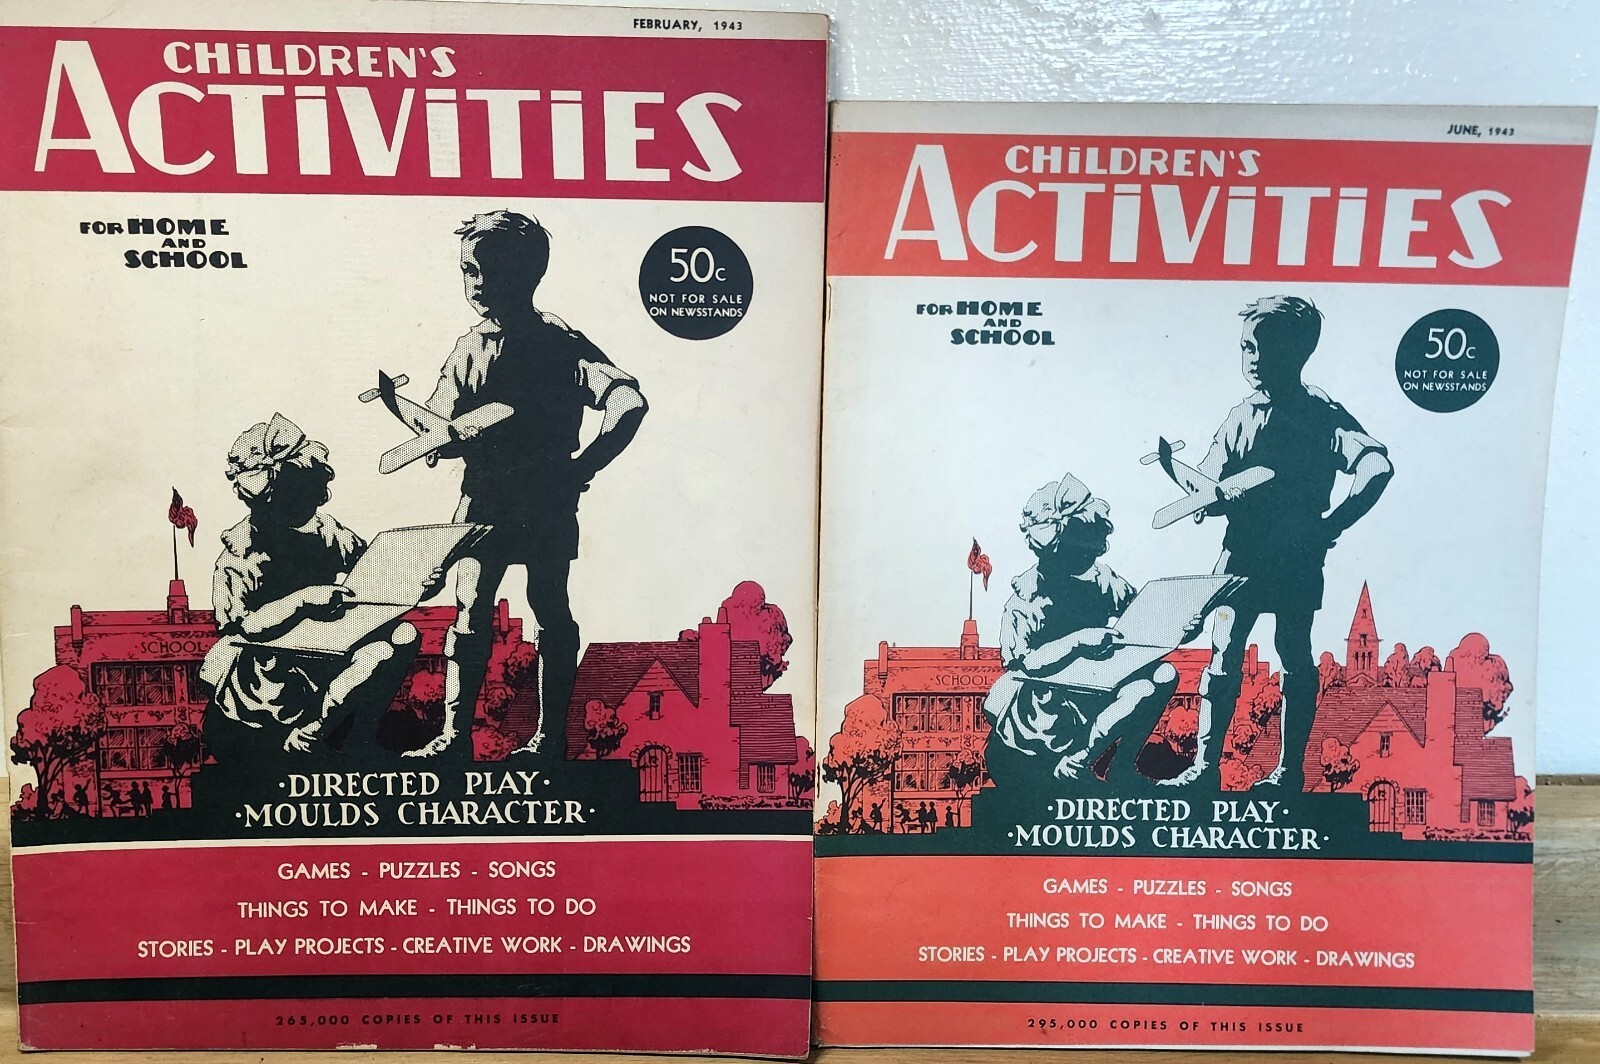 FEBRUARY, 1943
CHiLDREN'S
ACTiViTiES
FOR HOME
AND
SCHOOL
50c
NOT FOR SALE
ON NEWSSTANDS
SCHOOL
·DIRECTED PLAY·
·MOULDS CHARACTER·
GAMES - PUZZLES - SONGS
THINGS TO MAKE - THINGS TO DO
STORIES - PLAY PROJECTS - CREATIVE WORK - DRAWINGS
265,000 COPIES OF THIS ISSUE
JUNE, 1943
CHiLDREN'S
ACTiViTiES
FOR HOME
AND
SCHOOL
50c
NOT FOR SALE
ON NEWSSTANDS
SCHOOL
·DIRECTED PLAY·
·MOULDS CHARACTER·
GAMES - PUZZLES - SONGS
THINGS TO MAKE - THINGS TO DO
STORIES - PLAY PROJECTS - CREATIVE WORK - DRAWINGS
295,000 COPIES OF THIS ISSUE